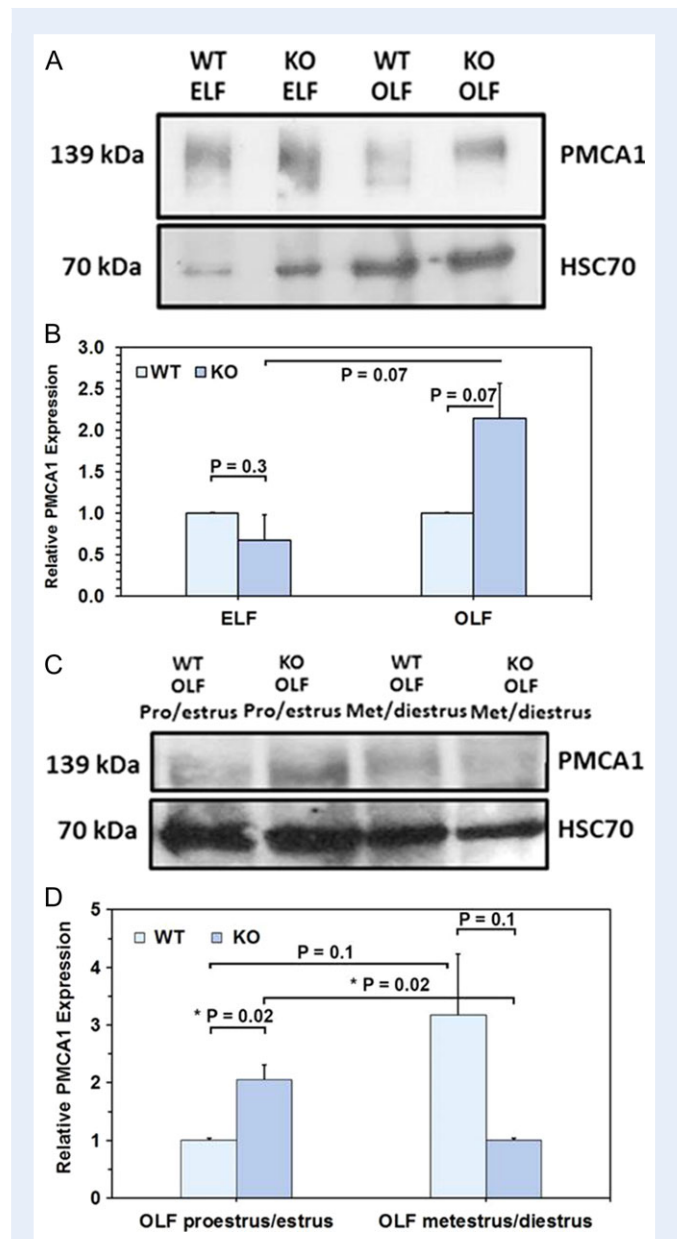 A
WT KO WT KO
ELF ELF OLF OLF
139 kDa PMCA1
70 kDa HSC70
B
3.0
2.5
2.0
1.5
1.0
0.5
0.0
Relative PMCA1 Expression
WT KO
P = 0.07
P = 0.07
P = 0.3
ELF OLF
C
WT KO WT KO
OLF OLF OLF OLF
Pro/estrus Pro/estrus Met/diestrus Met/diestrus
139 kDa PMCA1
70 kDa HSC70
D
5
4
3
2
1
0
Relative PMCA1 Expression
WT KO
P = 0.1
P = 0.1
* P = 0.02
* P = 0.02
OLF proestrus/estrus OLF metestrus/diestrus